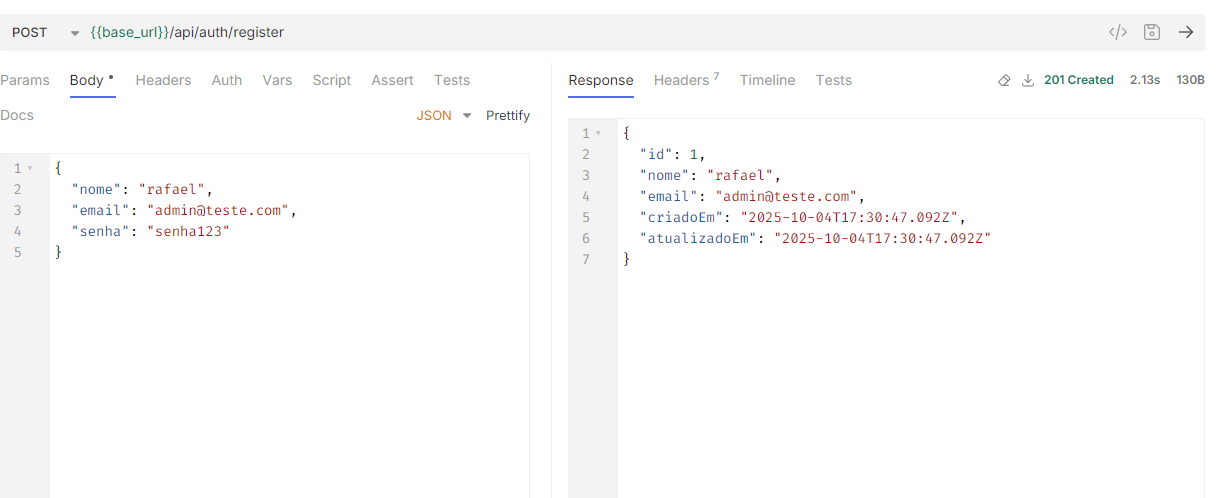 POST {{base_url}}/api/auth/register
Params Body Headers Auth Vars Script Assert Tests
Docs JSON Prettify
1 {
2 "nome": "rafael",
3 "email": "admin@teste.com",
4 "senha": "senha123"
5 }
Response Headers 7 Timeline Tests 201 Created 2.13s 130B
1 {
2 "id": 1,
3 "nome": "rafael",
4 "email": "admin@teste.com",
5 "criadoEm": "2025-10-04T17:30:47.092Z",
6 "atualizadoEm": "2025-10-04T17:30:47.092Z"
7 }